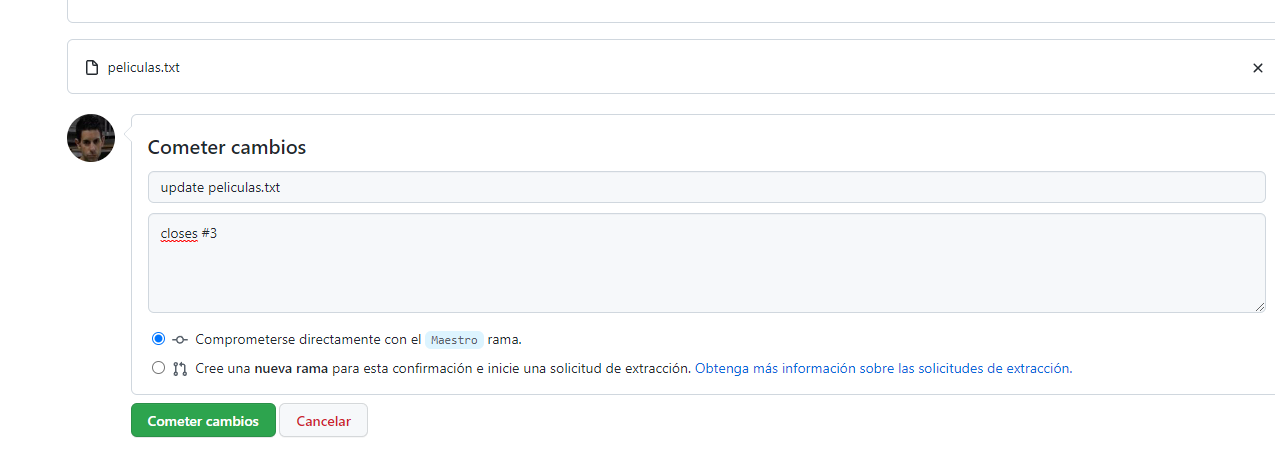 peliculas.txt
Cometer cambios
update peliculas.txt
closes #3
Comprometerse directamente con el Maestro rama.
Cree una nueva rama para esta confirmación e inicie una solicitud de extracción. Obtenga más información sobre las solicitudes de extracción.
Cometer cambios Cancelar